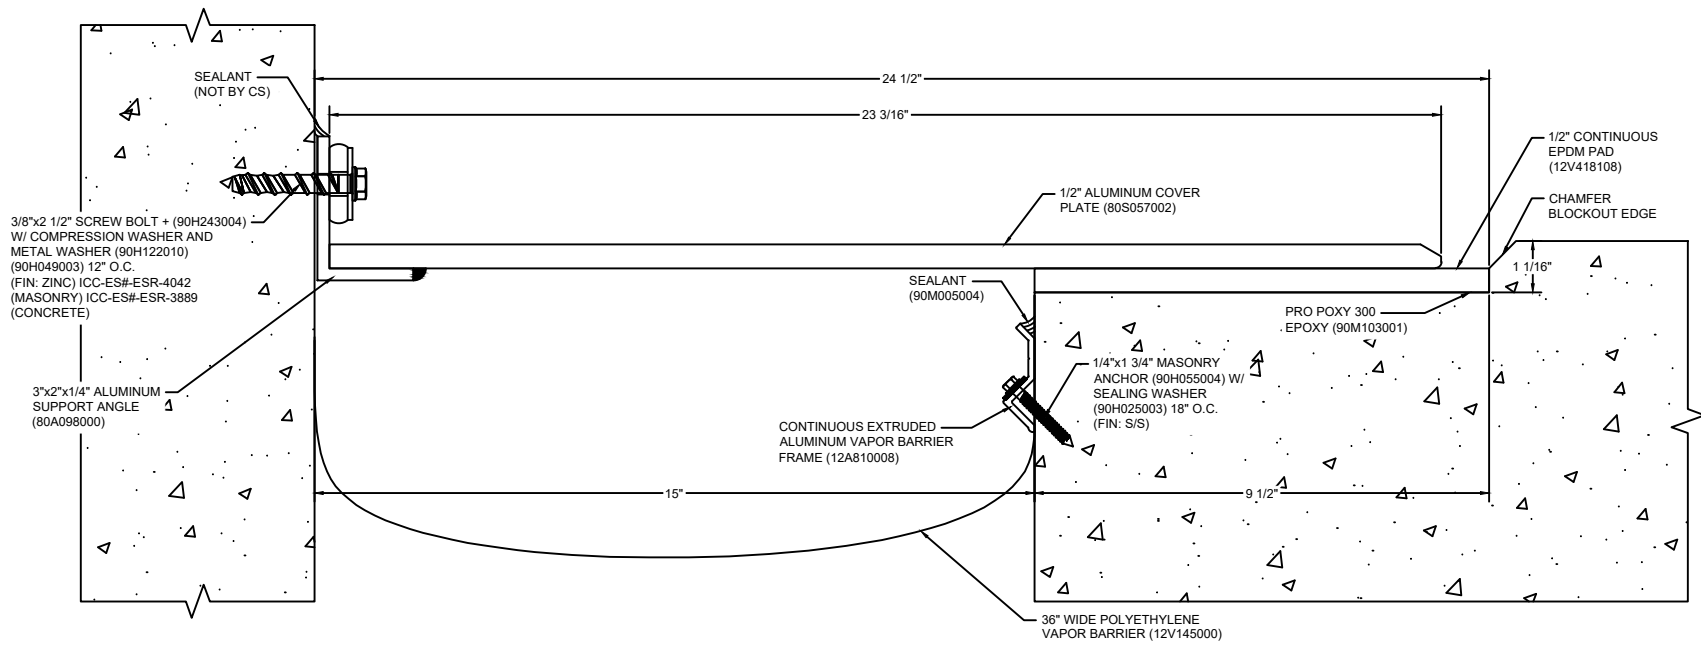 24 1/2"
SEALANT
(NOT BY CS)
23 3/16"
1/2" CONTINUOUS
EPDM PAD
(12V418108)
1/2" ALUMINUM COVER
PLATE (80S057002)
CHAMFER
BLOCKOUT EDGE
3/8"x2 1/2" SCREW BOLT + (90H243004)
W/ COMPRESSION WASHER AND
METAL WASHER (90H122010)
(90H049003) 12" O.C.
(FIN: ZINC) ICC-ES#-ESR-4042
(MASONRY) ICC-ES#-ESR-3889
(CONCRETE)
1 1/16"
SEALANT
(90M005004)
PRO POXY 300
EPOXY (90M103001)
1/4"x1 3/4" MASONRY
ANCHOR (90H055004) W/
SEALING WASHER
(90H025003) 18" O.C.
(FIN: S/S)
3"x2"x1/4" ALUMINUM
SUPPORT ANGLE
(80A098000)
CONTINUOUS EXTRUDED
ALUMINUM VAPOR BARRIER
FRAME (12A810008)
15"
9 1/2"
36" WIDE POLYETHYLENE
VAPOR BARRIER (12V145000)